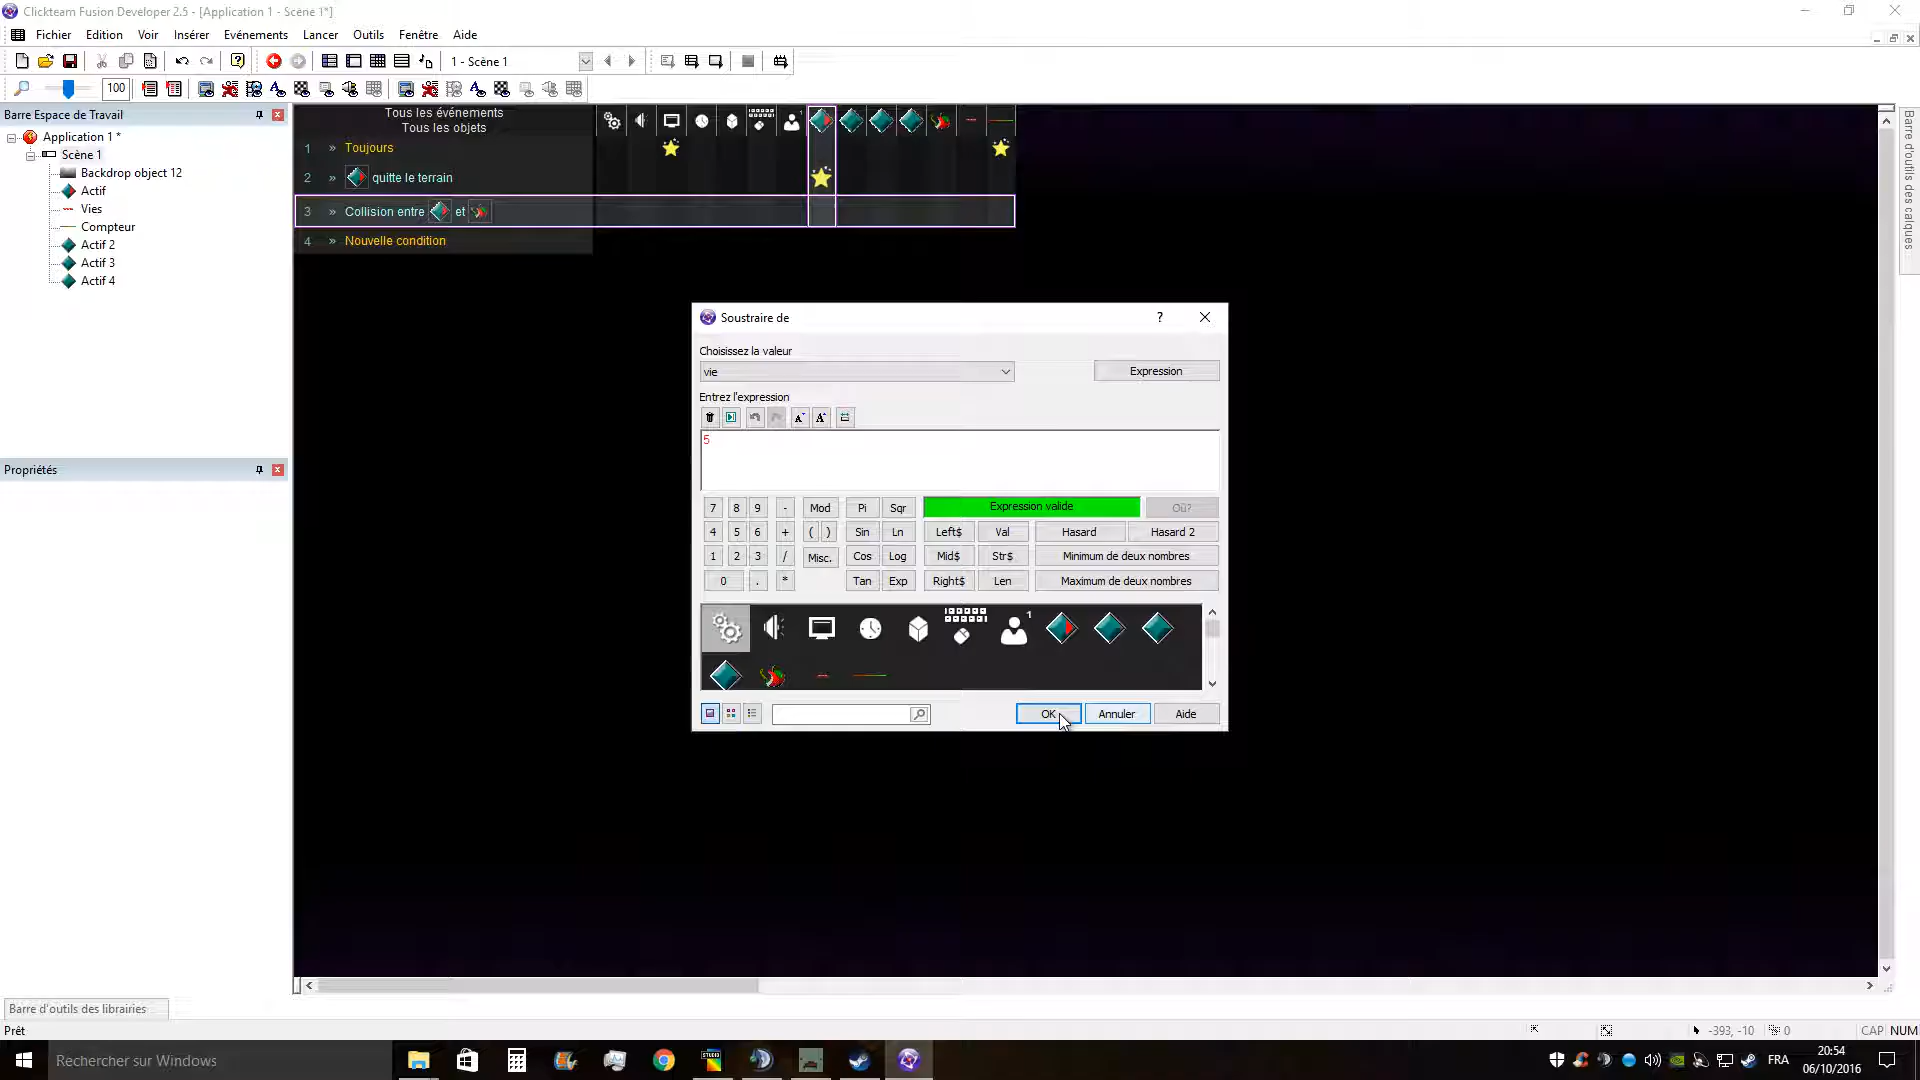 Clickteam Fusion Developer 2.5 - [Application 1 - Scène 1*]
Fichier Edition Voir Insérer Evénements Lancer Outils Fenêtre Aide
1 - Scène 1
100
Barre Espace de Travail
Application 1 *
Scène 1
Backdrop object 12
Actif
Vies
Compteur
Actif 2
Actif 3
Actif 4
Propriétés
Tous les événements
Tous les objets
1 » Toujours
2 » quitte le terrain
3 » Collision entre et
4 » Nouvelle condition
Barre d'outils des calques
Soustraire de
?
Choisissez la valeur
vie
Expression
Entrez l'expression
5
7 8 9 - Mod Pi Sqr Expression valide Où?
4 5 6 + ( ) Sin Ln Left$ Val Hasard Hasard 2
1 2 3 / Misc. Cos Log Mid$ Str$ Minimum de deux nombres
0 . * Tan Exp Right$ Len Maximum de deux nombres
1
OK Annuler Aide
Barre d'outils des librairies
Prêt
-393, -10
0
CAP NUM
Rechercher sur Windows
STUDIO
FRA
20:54
06/10/2016